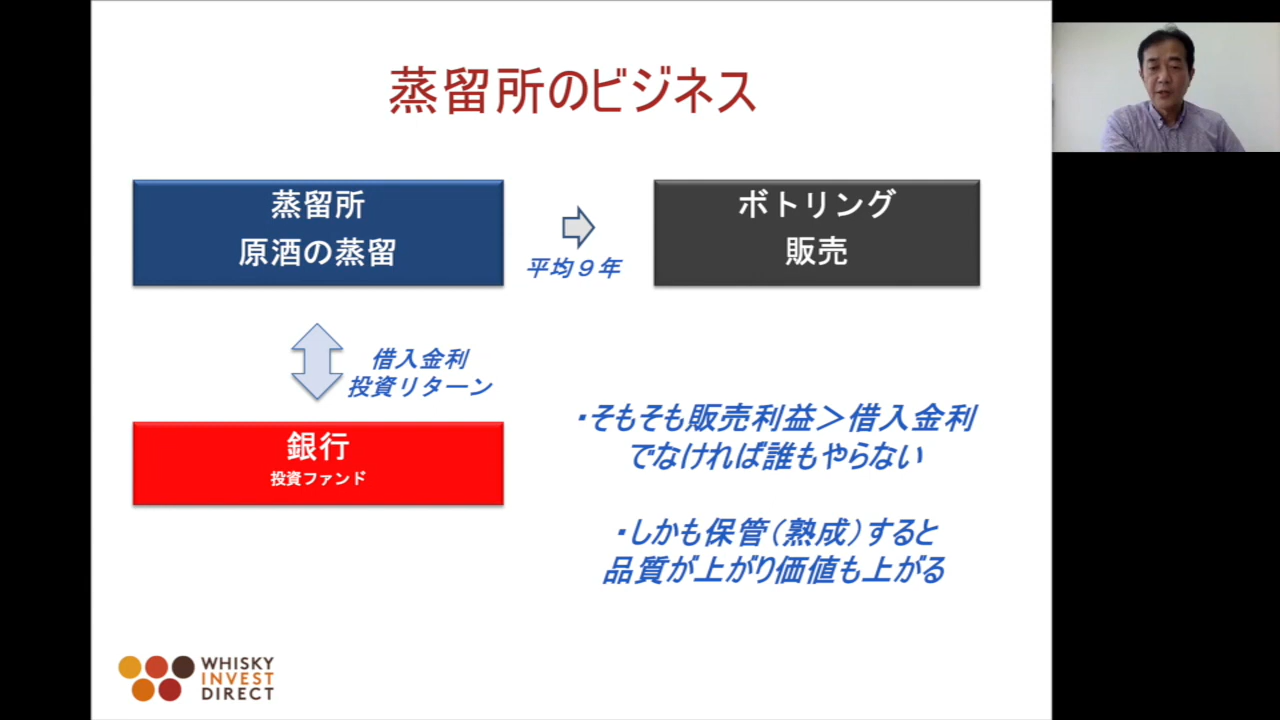 蒸留所のビジネス
蒸留所
原酒の蒸留
平均９年
ボトリング
販売
借入金利
投資リターン
銀行
投資ファンド
・そもそも販売利益＞借入金利
でなければ誰もやらない
・しかも保管（熟成）すると
品質が上がり価値も上がる
WHISKY
INVEST
DIRECT